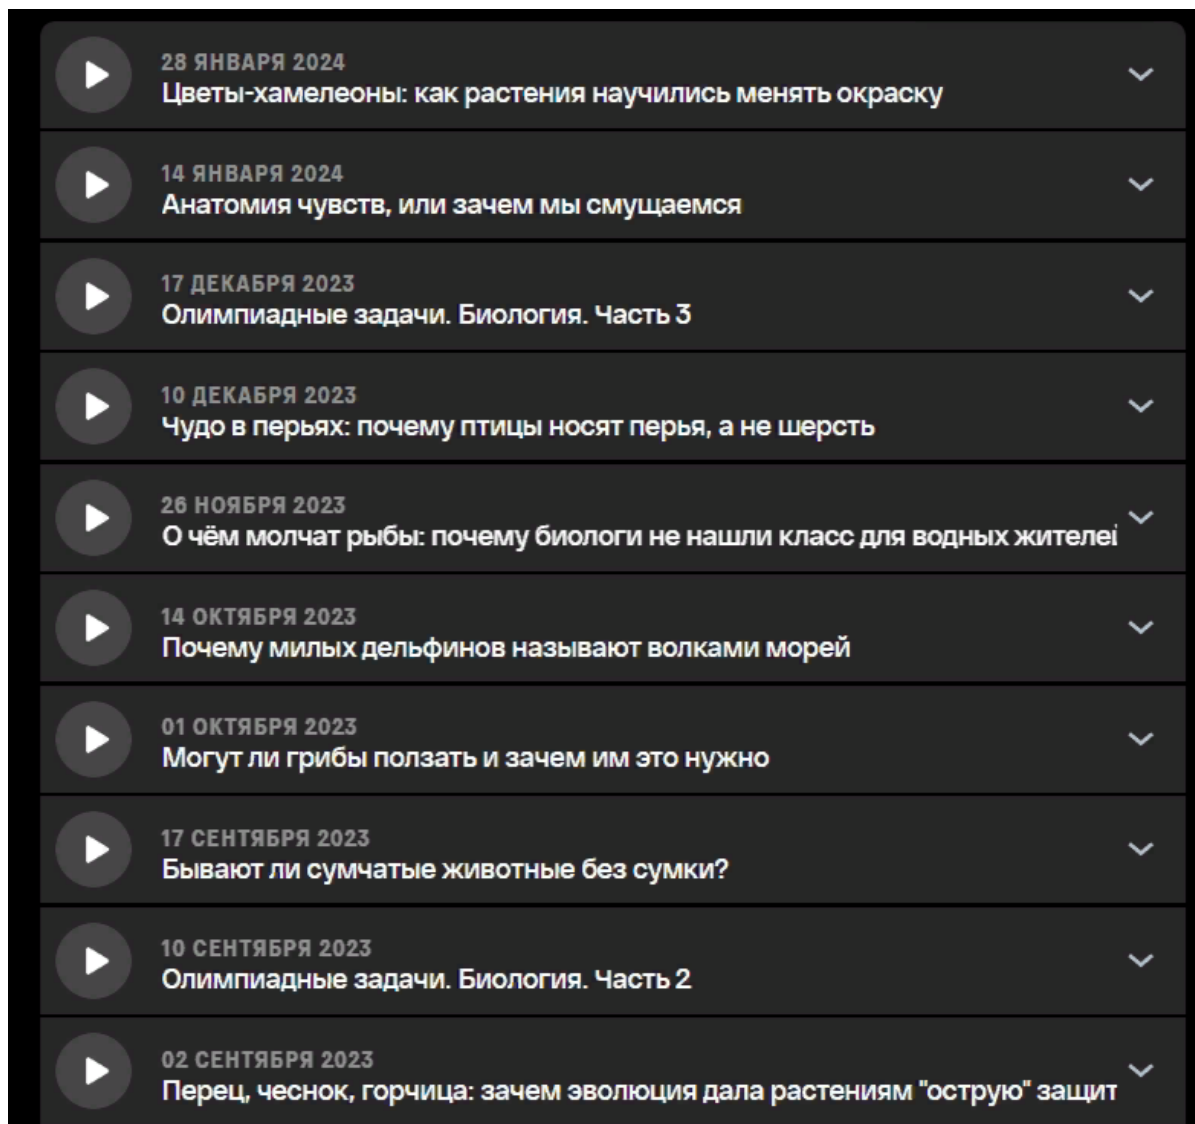 28 ЯНВАРЯ 2024
Цветы-хамелеоны: как растения научились менять окраску
14 ЯНВАРЯ 2024
Анатомия чувств, или зачем мы смущаемся
17 ДЕКАБРЯ 2023
Олимпиадные задачи. Биология. Часть 3
10 ДЕКАБРЯ 2023
Чудо в перьях: почему птицы носят перья, а не шерсть
26 НОЯБРЯ 2023
О чём молчат рыбы: почему биологи не нашли класс для водных жителей
14 ОКТЯБРЯ 2023
Почему милых дельфинов называют волками морей
01 ОКТЯБРЯ 2023
Могут ли грибы ползать и зачем им это нужно
17 СЕНТЯБРЯ 2023
Бывают ли сумчатые животные без сумки?
10 СЕНТЯБРЯ 2023
Олимпиадные задачи. Биология. Часть 2
02 СЕНТЯБРЯ 2023
Перец, чеснок, горчица: зачем эволюция дала растениям "острую" защит